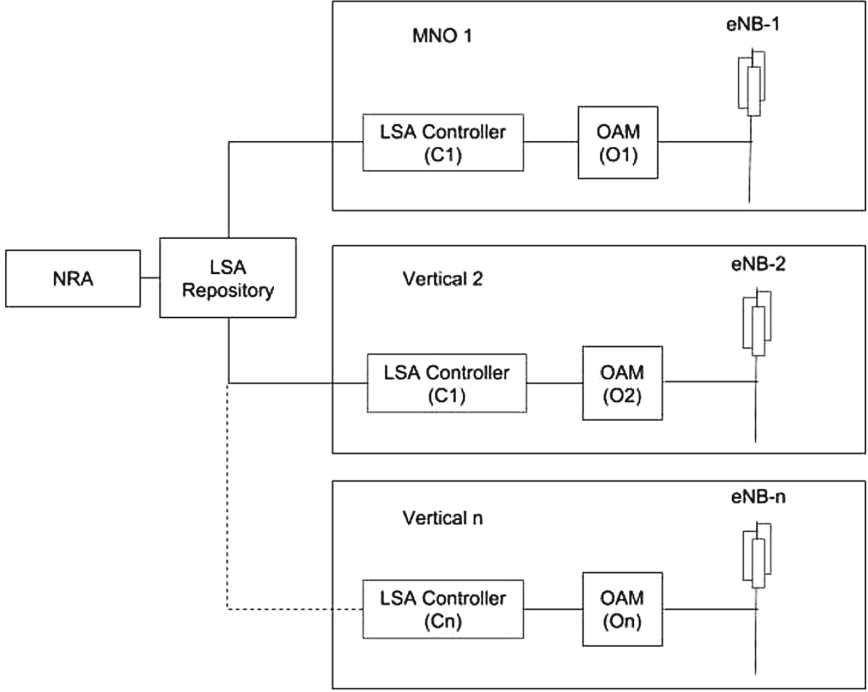 MNO 1
eNB-1
LSA Controller
(C1)
OAM
(O1)
NRA
LSA
Repository
Vertical 2
eNB-2
LSA Controller
(C1)
OAM
(O2)
Vertical n
eNB-n
LSA Controller
(Cn)
OAM
(On)